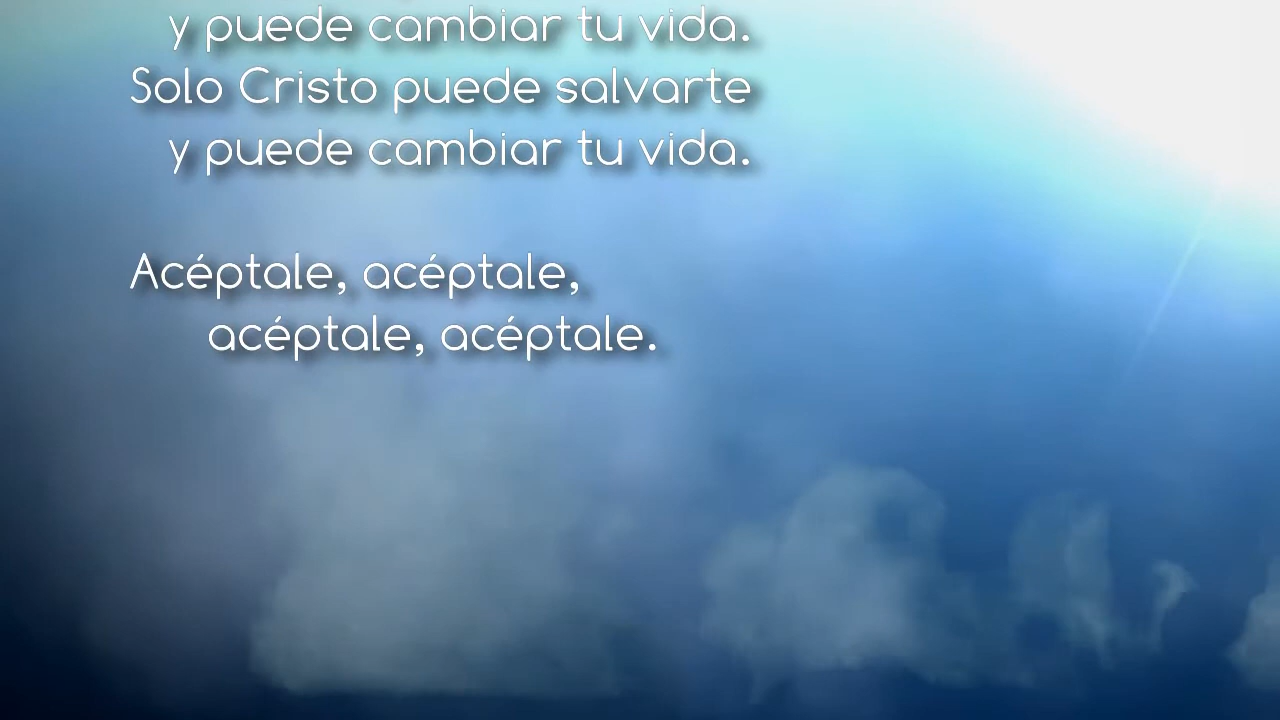 y puede cambiar tu vida.
Solo Cristo puede salvarte
y puede cambiar tu vida.
Acéptale, acéptale,
acéptale, acéptale.